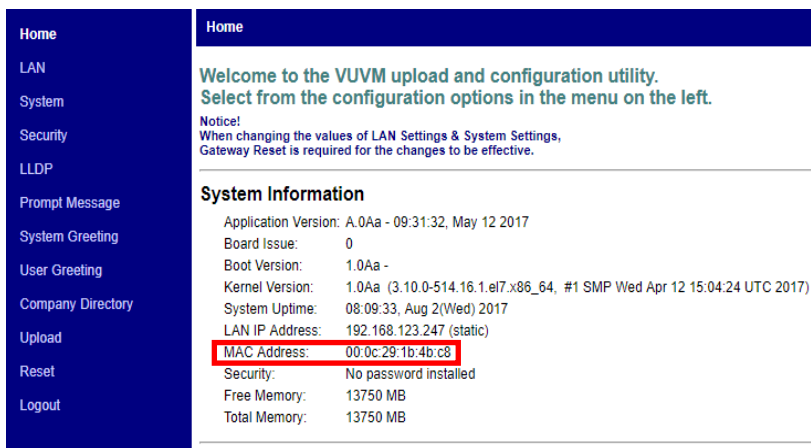 Home
LAN
System
Security
LLDP
Prompt Message
System Greeting
User Greeting
Company Directory
Upload
Reset
Logout
Home
Welcome to the VUVM upload and configuration utility.
Select from the configuration options in the menu on the left.
Notice!
When changing the values of LAN Settings & System Settings,
Gateway Reset is required for the changes to be effective.
System Information
Application Version: A.0Aa - 09:31:32, May 12 2017
Board Issue: 0
Boot Version: 1.0Aa -
Kernel Version: 1.0Aa (3.10.0-514.16.1.el7.x86_64, #1 SMP Wed Apr 12 15:04:24 UTC 2017)
System Uptime: 08:09:33, Aug 2(Wed) 2017
LAN IP Address: 192.168.123.247 (static)
MAC Address: 00:0c:29:1b:4b:c8
Security: No password installed
Free Memory: 13750 MB
Total Memory: 13750 MB